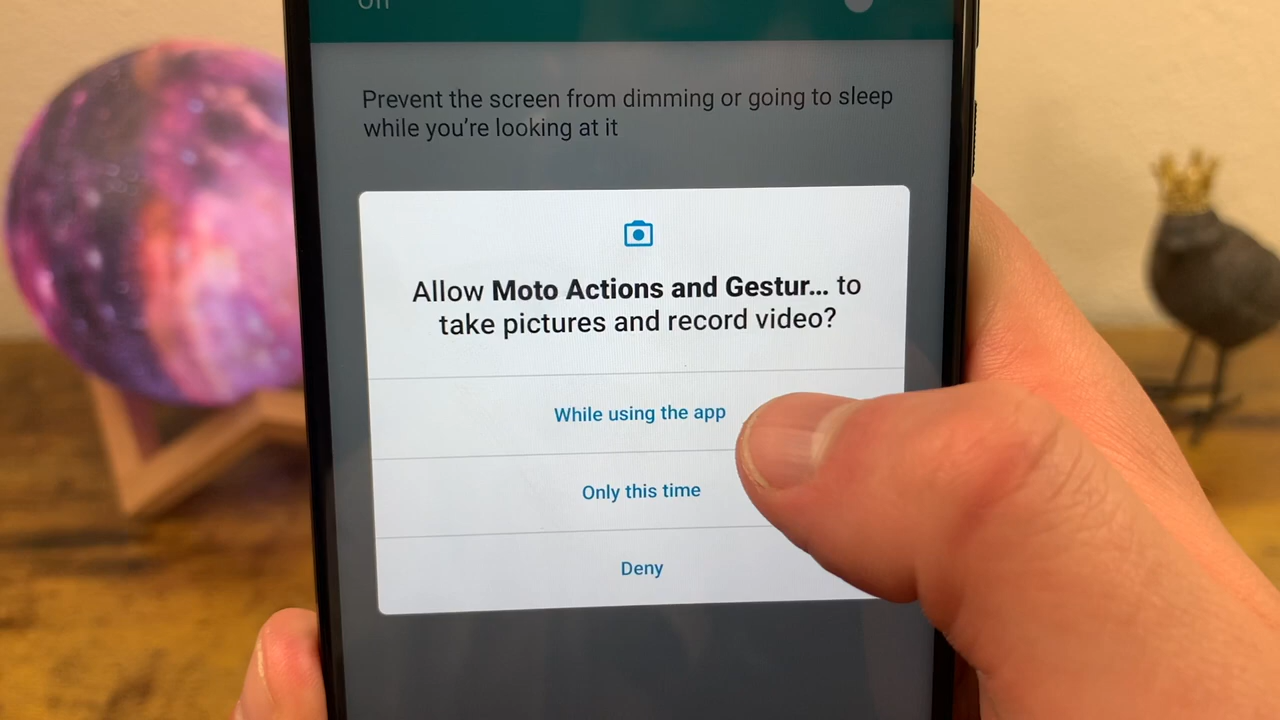 Off
Prevent the screen from dimming or going to sleep
while you’re looking at it
Allow Moto Actions and Gestur... to
take pictures and record video?
While using the app
Only this time
Deny